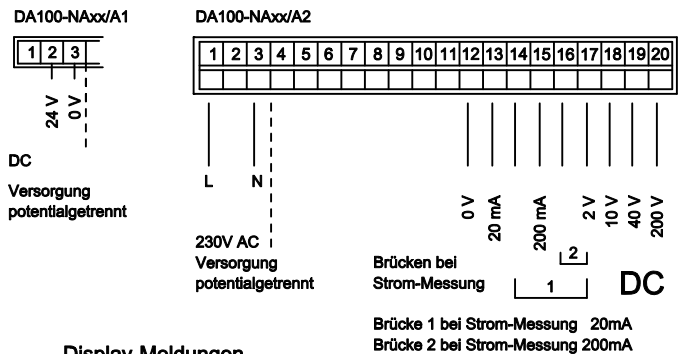 DA100-NAxx/A1
DA100-NAxx/A2
1 2 3
1 2 3 4 5 6 7 8 9 10 11 12 13 14 15 16 17 18 19 20
24 V
0 V
DC
Versorgung
potentialgetrennt
L
N
230V AC
Versorgung
potentialgetrennt
0 V
20 mA
200 mA
2 V
10 V
40 V
200 V
Brücken bei
Strom-Messung
2
1
DC
Brücke 1 bei Strom-Messung 20mA
Brücke 2 bei Strom-Messung 200mA
Display-Meldungen